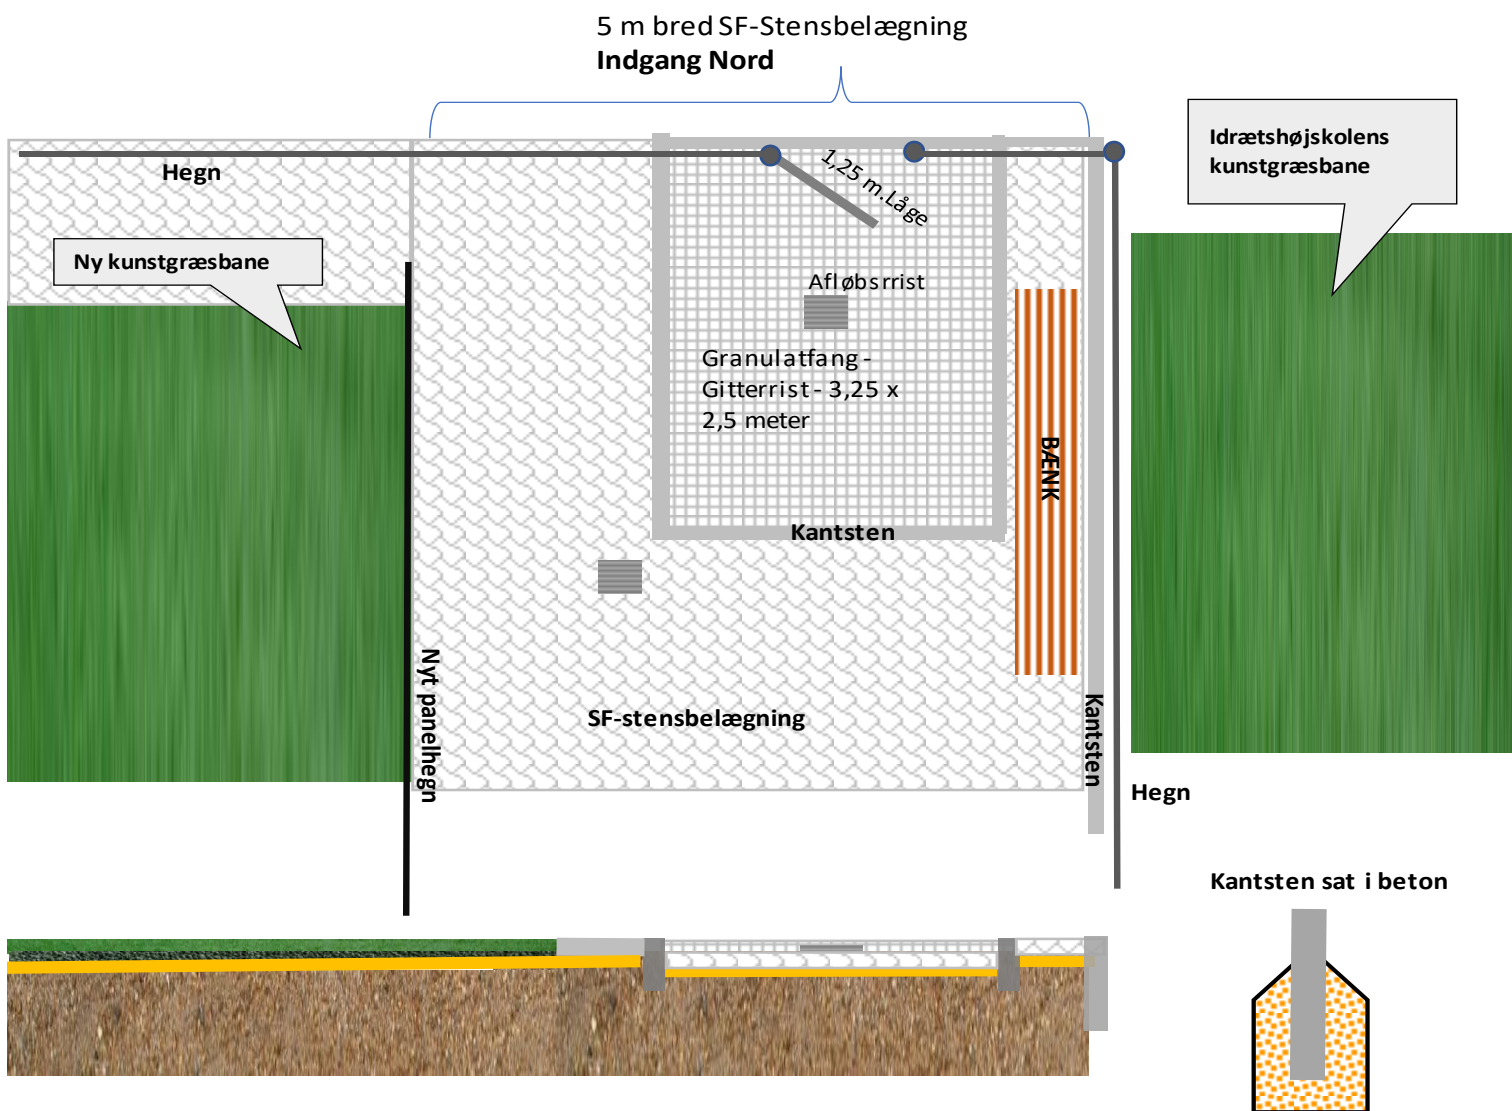 5 m bred SF-Stensbelægning
Indgang Nord
Idrætshøjskolens
kunstgræsbane
Hegn
1,25 m.Låge
Ny kunstgræsbane
Afløbsrrist
Granulatfang -
Gitterrist - 3,25 x
2,5 meter
BÆNK
Kantsten
Nyt panelhegn
SF-stensbelægning
Kantsten
Hegn
Kantsten sat i beton